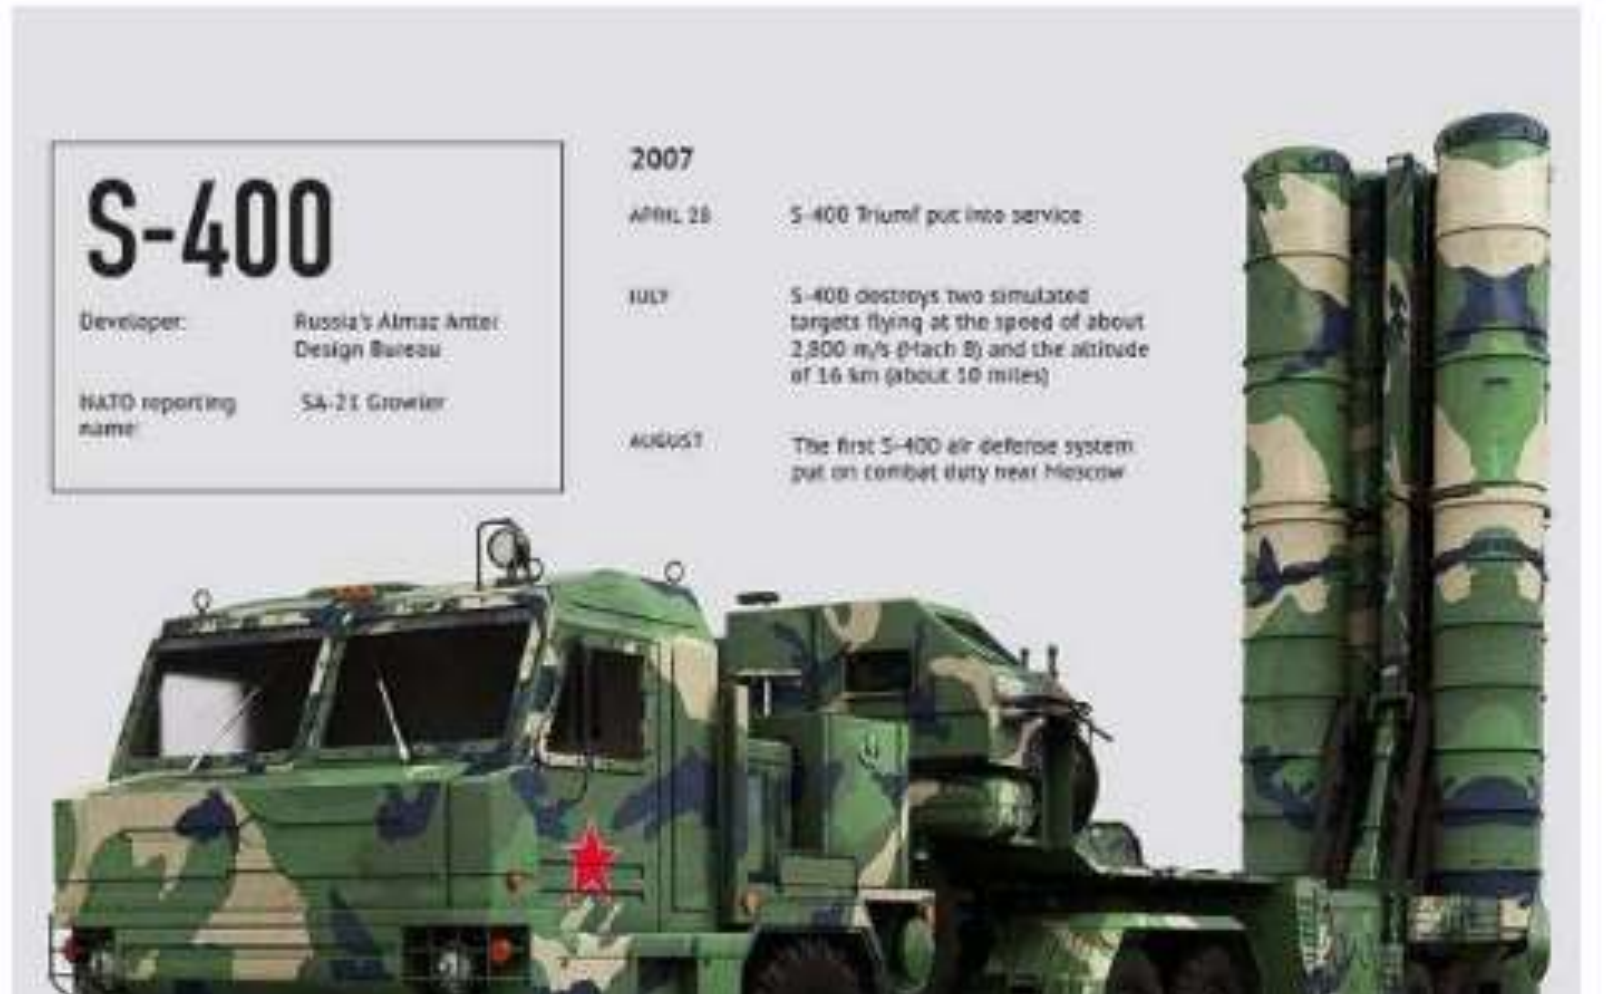 S-400
Developer:
Russia's Almaz Antei
Design Bureau
NATO reporting
name:
SA-21 Growler
2007
APRIL 28
S-400 Triumf put into service
JULY
S-400 destroys two simulated
targets flying at the speed of about
2,800 m/s (Mach 8) and the altitude
of 16 km (about 10 miles)
AUGUST
The first S-400 air defense system
put on combat duty near Moscow